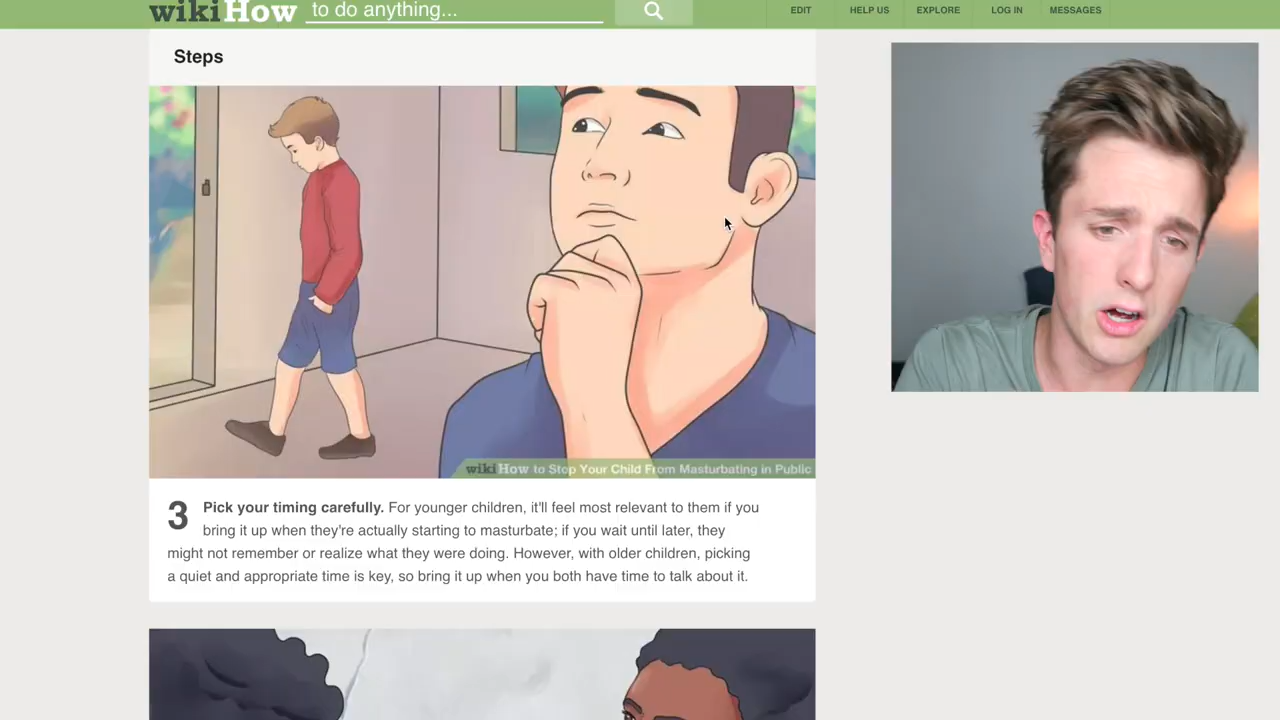 wikiHow to do anything... EDIT HELP US EXPLORE LOG IN MESSAGES
Steps
wikiHow to Stop Your Child From Masturbating in Public
3 Pick your timing carefully. For younger children, it'll feel most relevant to them if you
bring it up when they're actually starting to masturbate; if you wait until later, they
might not remember or realize what they were doing. However, with older children, picking
a quiet and appropriate time is key, so bring it up when you both have time to talk about it.